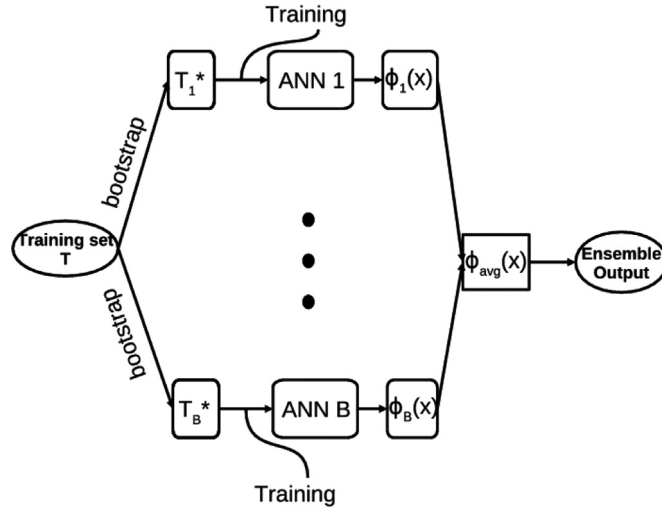 Training
T1*
ANN 1
ϕ1(x)
bootstrap
Training set
T
ϕavg(x)
Ensemble
Output
bootstrap
TB*
ANN B
ϕB(x)
Training